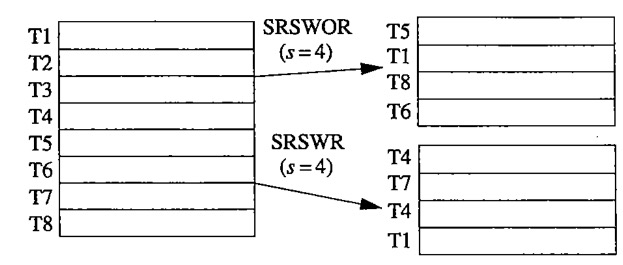 T1
T2
T3
T4
T5
T6
T7
T8
SRSWOR
(s=4)
SRSWR
(s=4)
T5
T1
T8
T6
T4
T7
T4
T1